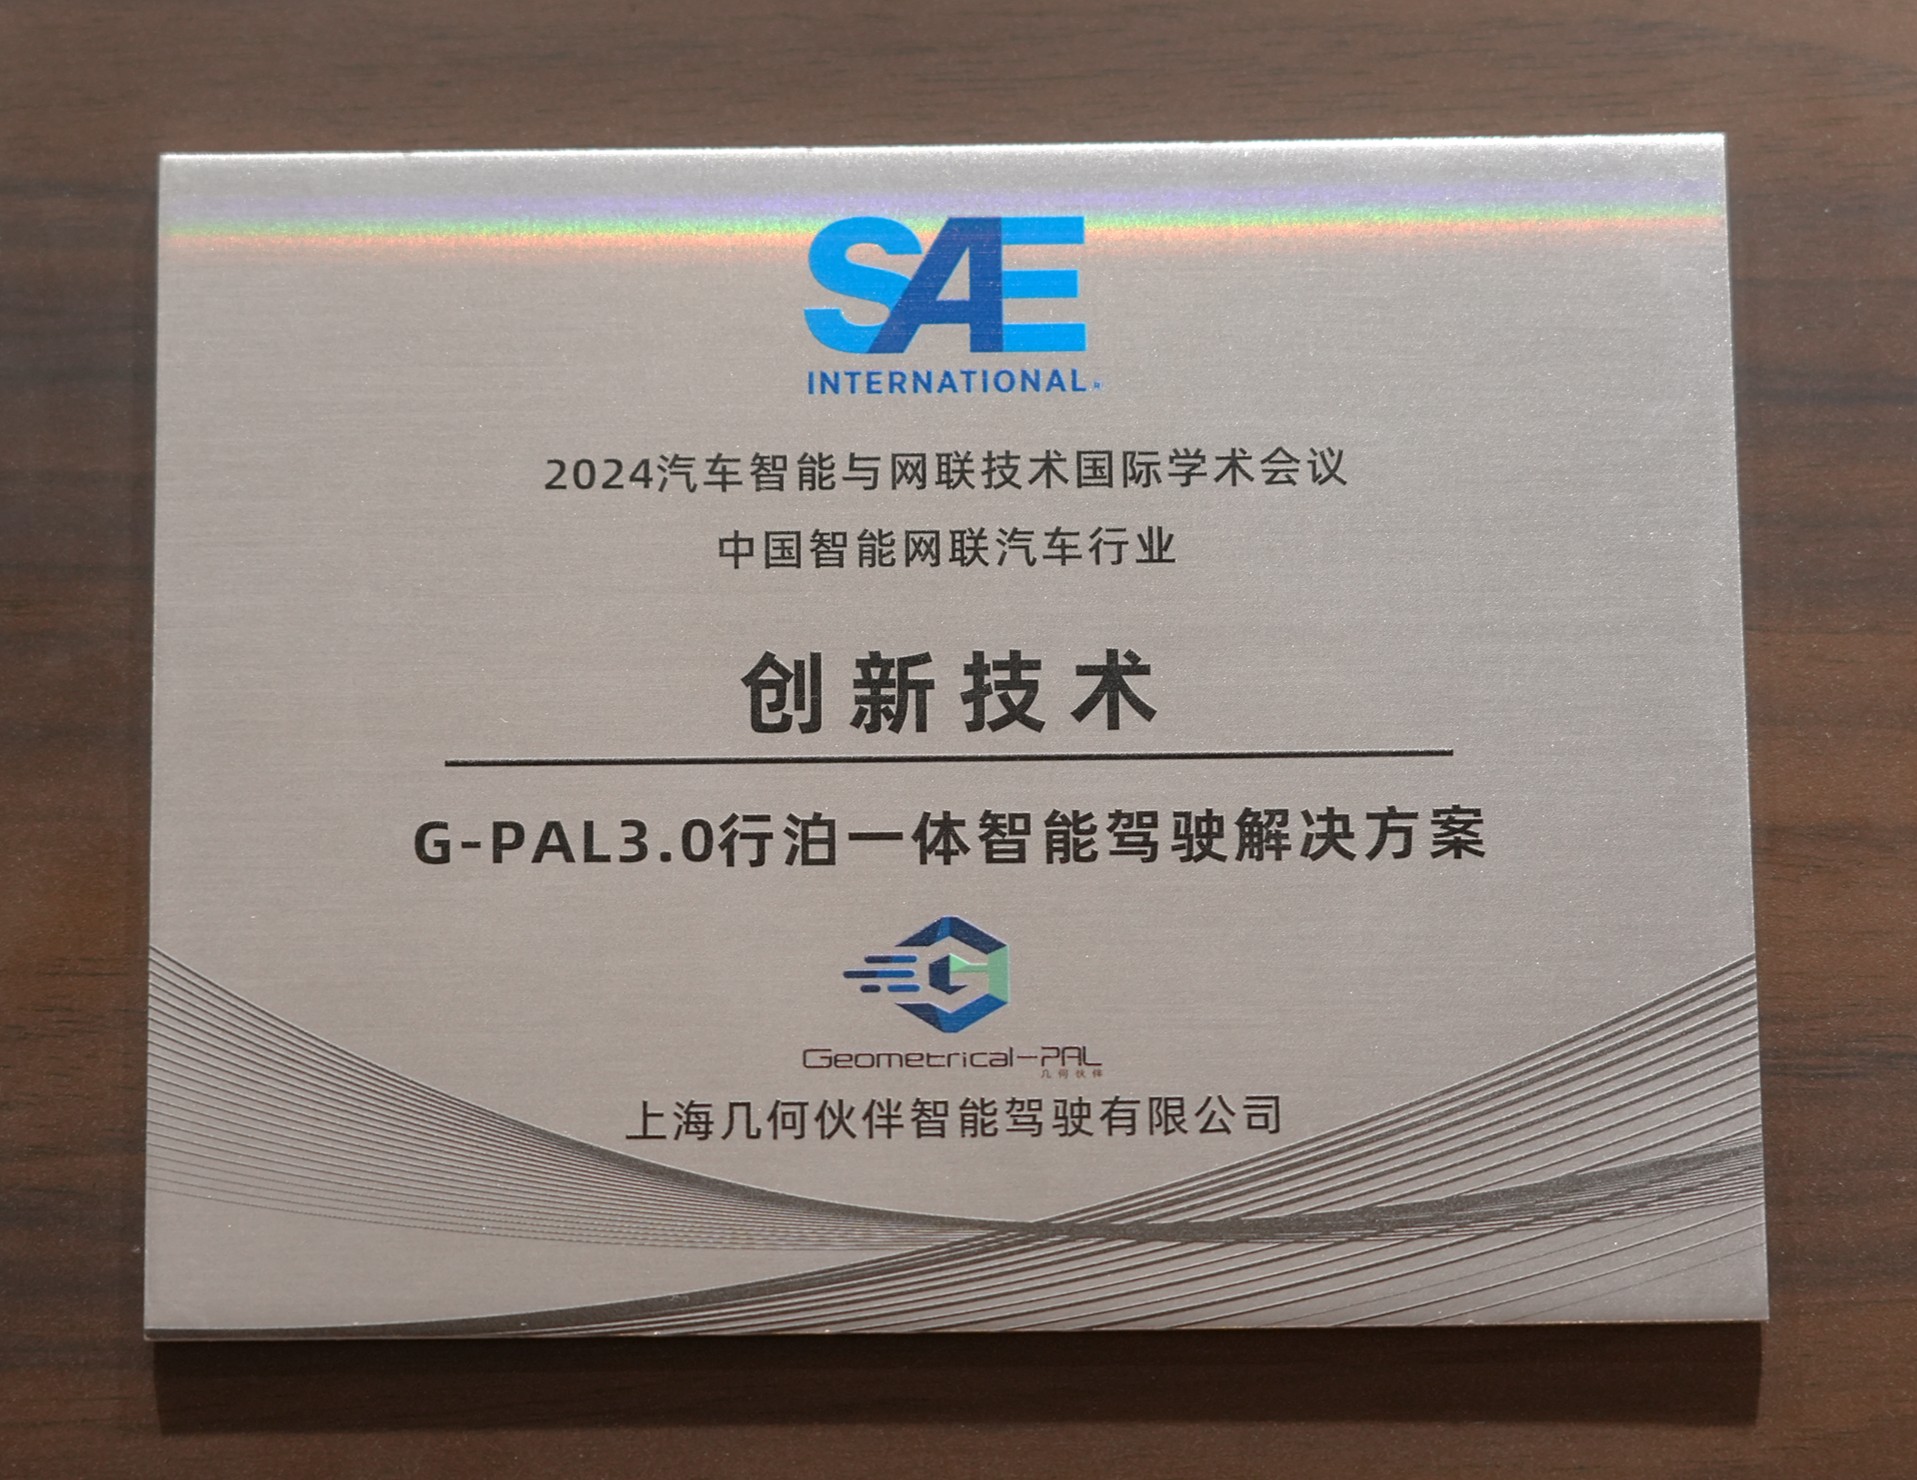 SAE
INTERNATIONAL®
2024汽车智能与网联技术国际学术会议
中国智能网联汽车行业
创新技术
G-PAL3.0行泊一体智能驾驶解决方案
Geometrical-PAL
几何伙伴
上海几何伙伴智能驾驶有限公司